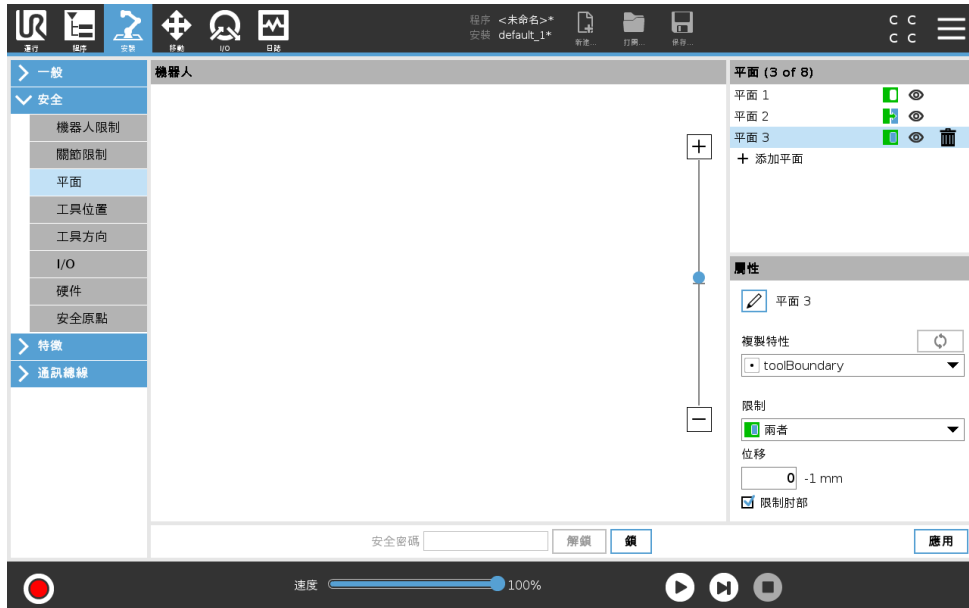 UR
運行
程序
安裝
移動
I/O
日誌
程序 <未命名>*
安裝 default_1*
新建...
打開...
保存...
C C
C C
一般
安全
機器人限制
關節限制
平面
工具位置
工具方向
I/O
硬件
安全原點
特徵
通訊總線
機器人
平面 (3 of 8)
平面 1
平面 2
平面 3
添加平面
屬性
平面 3
複製特性
toolBoundary
限制
兩者
位移
0 -1 mm
限制肘部
安全密碼
解鎖
鎖
應用
速度
100%